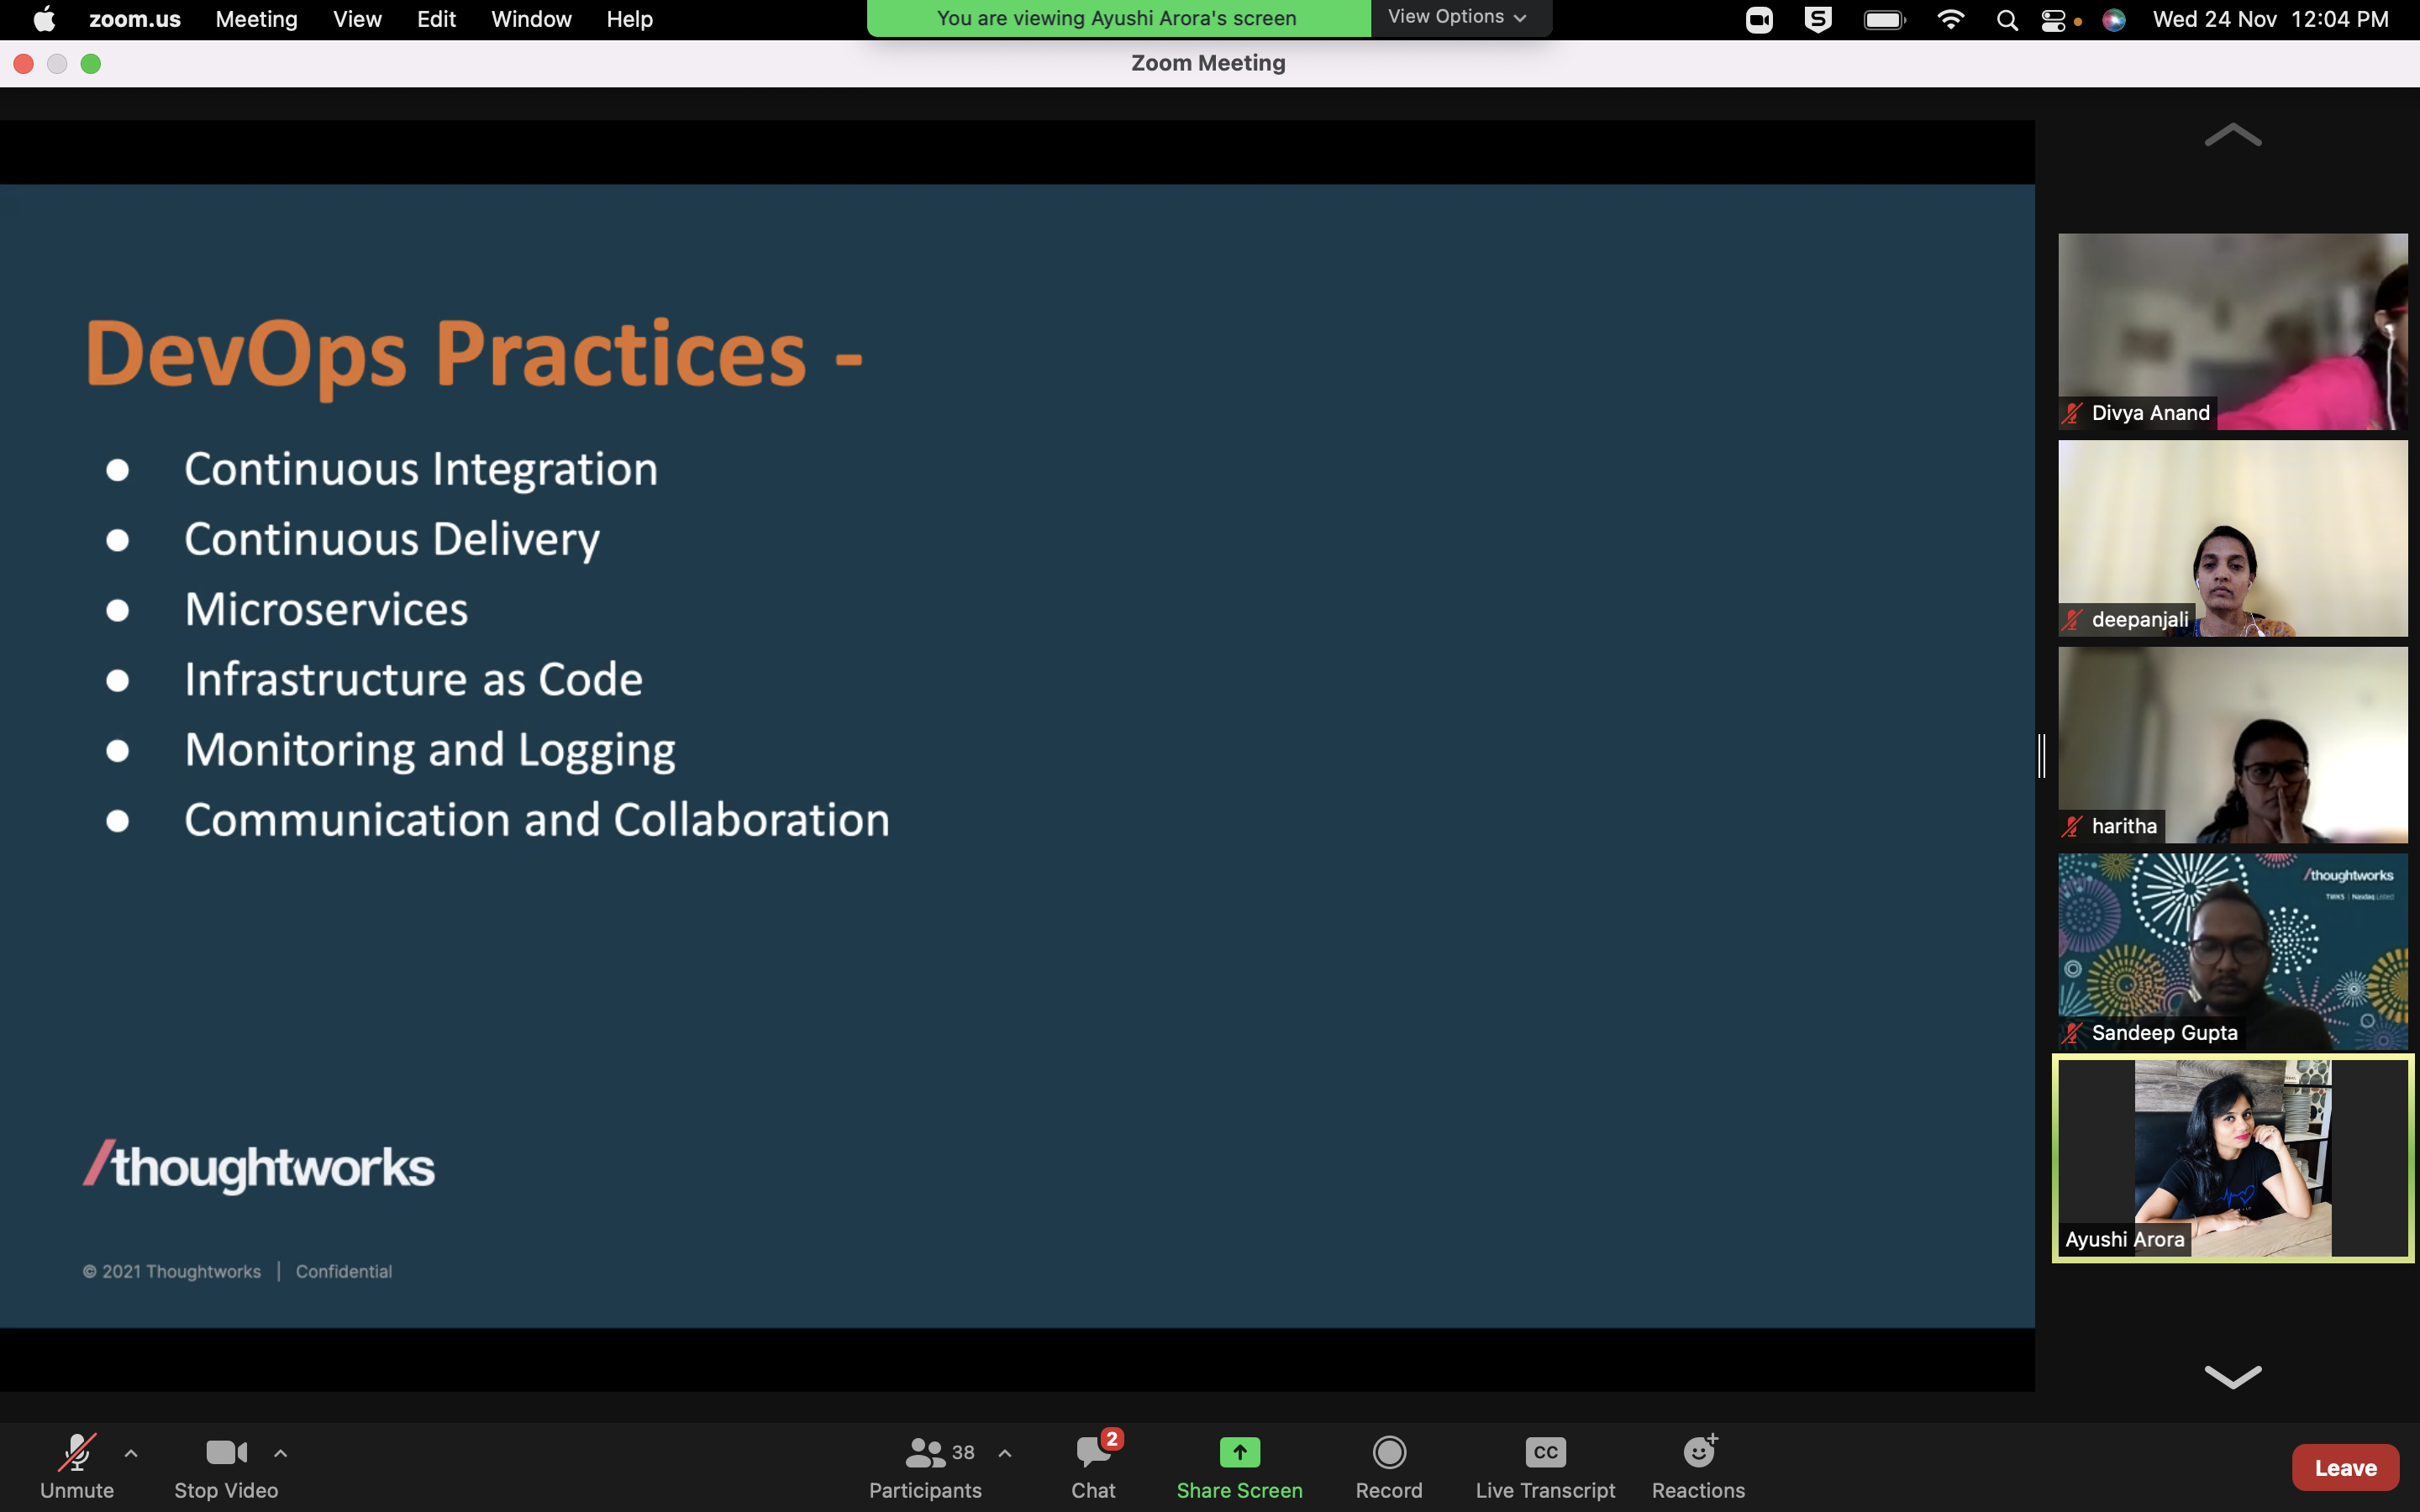 zoom.us Meeting View Edit Window Help
You are viewing Ayushi Arora's screen View Options
Wed 24 Nov 12:04 PM
Zoom Meeting
DevOps Practices -
● Continuous Integration
● Continuous Delivery
● Microservices
● Infrastructure as Code
● Monitoring and Logging
● Communication and Collaboration
/thoughtworks
© 2021 Thoughtworks | Confidential
Divya Anand
deepanjali
haritha
/thoughtworks
TWKS | Nasdaq Listed
Sandeep Gupta
Ayushi Arora
Unmute
Stop Video
38
Participants
2
Chat
Share Screen
Record
CC
Live Transcript
Reactions
Leave